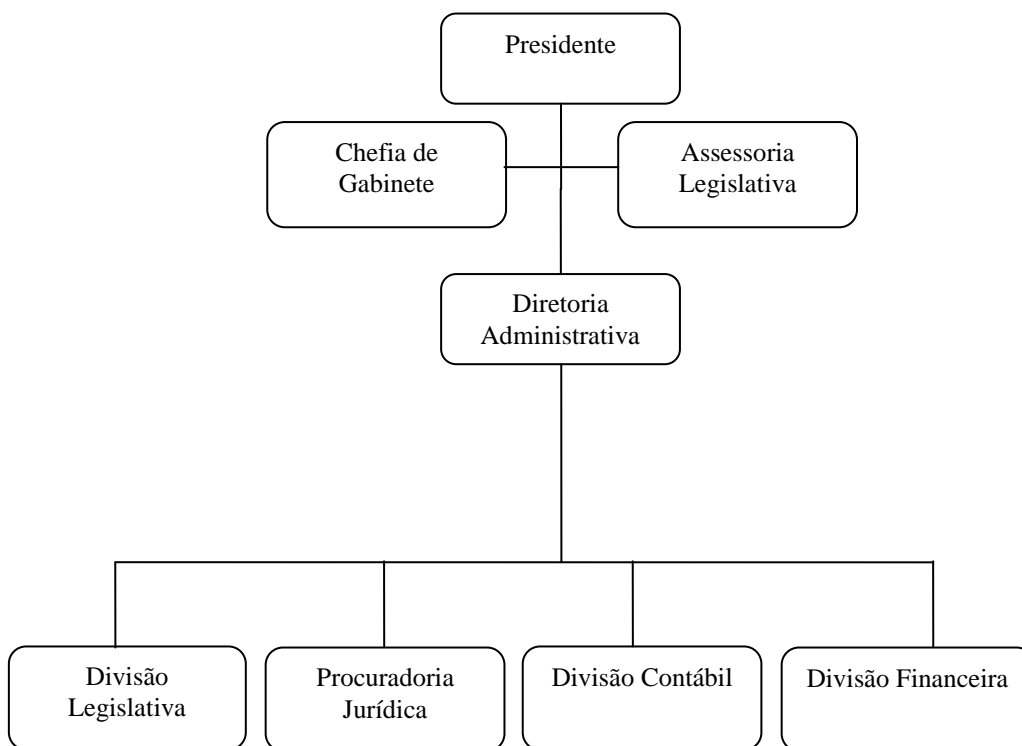 Presidente
Chefia de
Gabinete
Assessoria
Legislativa
Diretoria
Administrativa
Divisão
Legislativa
Procuradoria
Jurídica
Divisão Contábil
Divisão Financeira